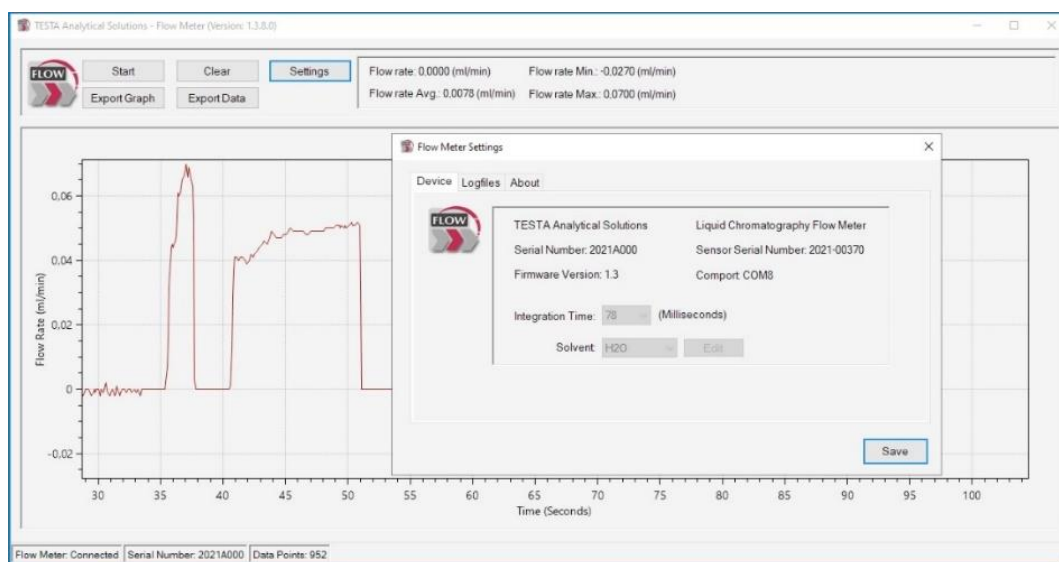 TESTA Analytical Solutions - Flow Meter (Version: 1.3.8.0)
FLOW
Start Clear Settings
Export Graph Export Data
Flow rate: 0.0000 (ml/min) Flow rate Min.: -0.0270 (ml/min)
Flow rate Avg.: 0.0078 (ml/min) Flow rate Max.: 0.0700 (ml/min)
Flow Meter Settings
Device Logfiles About
FLOW
TESTA Analytical Solutions Liquid Chromatography Flow Meter
Serial Number: 2021A000 Sensor Serial Number: 2021-00370
Firmware Version: 1.3 Comport: COM8
Integration Time: 78 (Milliseconds)
Solvent: H2O Edit
Save
Flow Rate (ml/min)
0,06
0,04
0,02
0
-0,02
30 35 40 45 50 55 60 65 70 75 80 85 90 95 100
Time (Seconds)
Flow Meter: Connected Serial Number: 2021A000 Data Points: 952